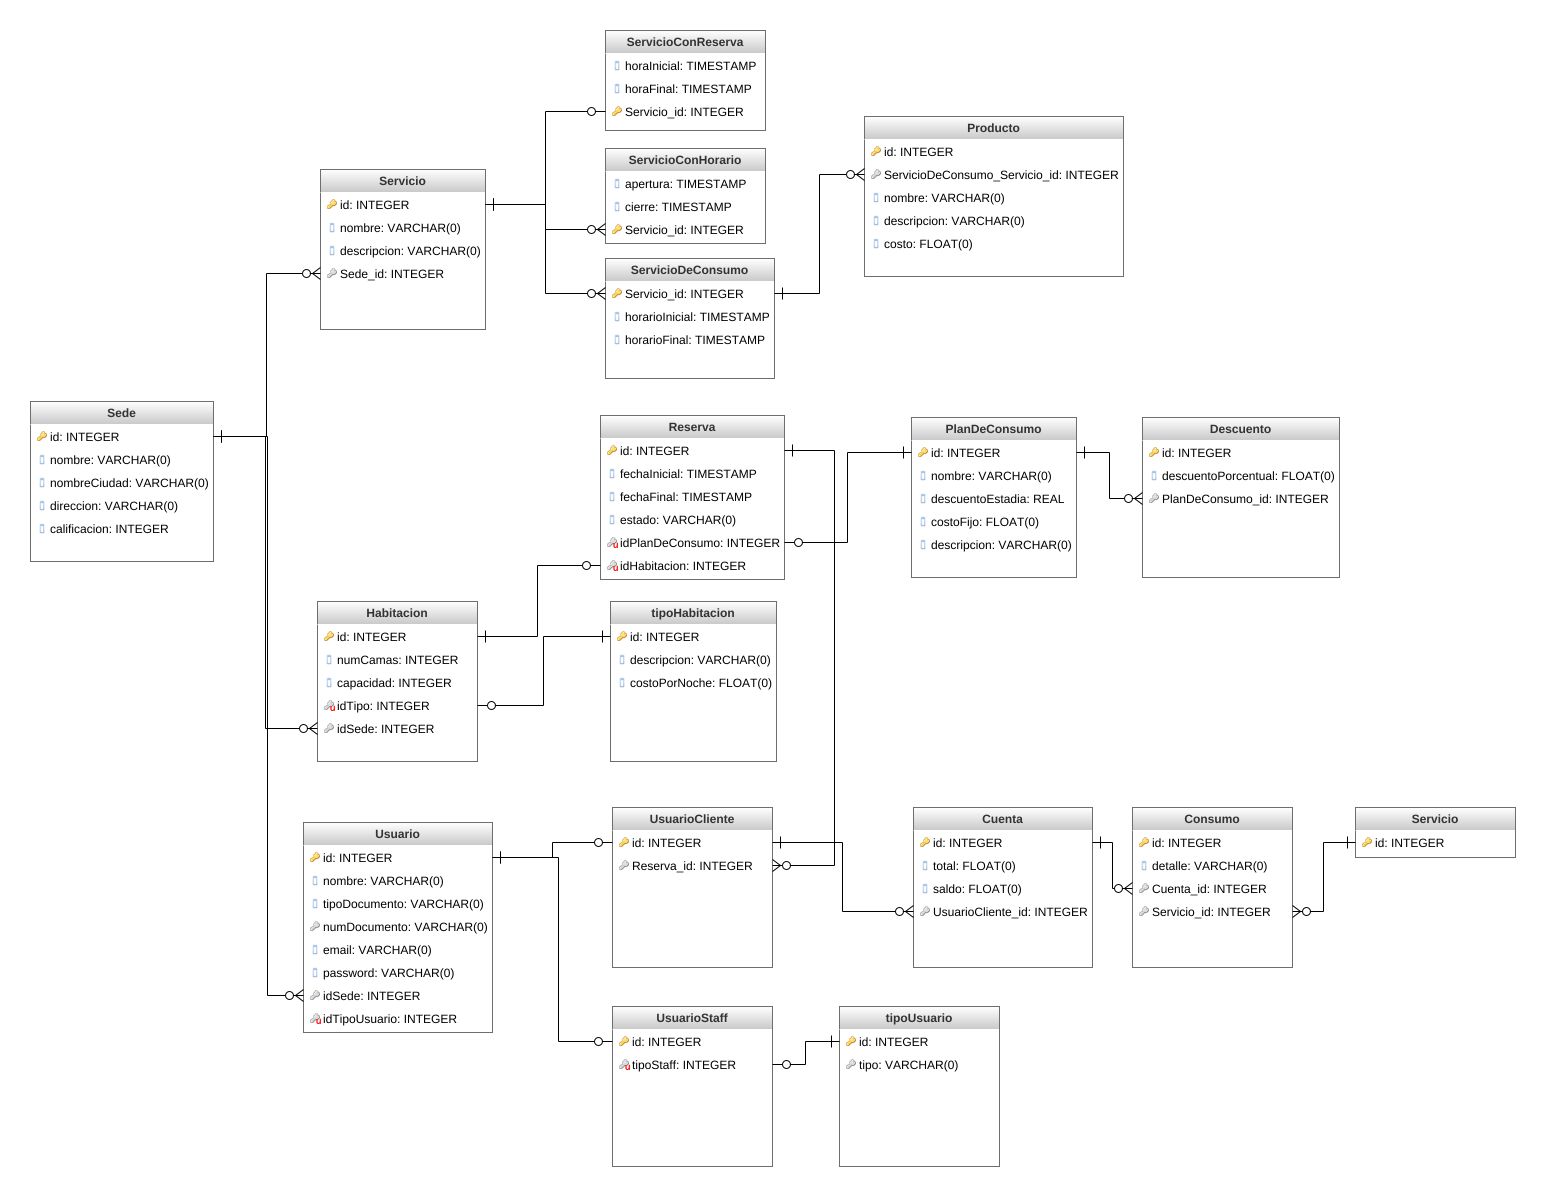 ServicioConReserva
horaInicial: TIMESTAMP
horaFinal: TIMESTAMP
Servicio_id: INTEGER
ServicioConHorario
apertura: TIMESTAMP
cierre: TIMESTAMP
Servicio_id: INTEGER
Producto
id: INTEGER
ServicioDeConsumo_Servicio_id: INTEGER
nombre: VARCHAR(0)
descripcion: VARCHAR(0)
costo: FLOAT(0)
Servicio
id: INTEGER
nombre: VARCHAR(0)
descripcion: VARCHAR(0)
Sede_id: INTEGER
ServicioDeConsumo
Servicio_id: INTEGER
horarioInicial: TIMESTAMP
horarioFinal: TIMESTAMP
Sede
id: INTEGER
nombre: VARCHAR(0)
nombreCiudad: VARCHAR(0)
direccion: VARCHAR(0)
calificacion: INTEGER
Reserva
id: INTEGER
fechaInicial: TIMESTAMP
fechaFinal: TIMESTAMP
estado: VARCHAR(0)
idPlanDeConsumo: INTEGER
idHabitacion: INTEGER
PlanDeConsumo
id: INTEGER
nombre: VARCHAR(0)
descuentoEstadia: REAL
costoFijo: FLOAT(0)
descripcion: VARCHAR(0)
Descuento
id: INTEGER
descuentoPorcentual: FLOAT(0)
PlanDeConsumo_id: INTEGER
Habitacion
id: INTEGER
numCamas: INTEGER
capacidad: INTEGER
idTipo: INTEGER
idSede: INTEGER
tipoHabitacion
id: INTEGER
descripcion: VARCHAR(0)
costoPorNoche: FLOAT(0)
Usuario
id: INTEGER
nombre: VARCHAR(0)
tipoDocumento: VARCHAR(0)
numDocumento: VARCHAR(0)
email: VARCHAR(0)
password: VARCHAR(0)
idSede: INTEGER
idTipoUsuario: INTEGER
UsuarioCliente
id: INTEGER
Reserva_id: INTEGER
Cuenta
id: INTEGER
total: FLOAT(0)
saldo: FLOAT(0)
UsuarioCliente_id: INTEGER
Consumo
id: INTEGER
detalle: VARCHAR(0)
Cuenta_id: INTEGER
Servicio_id: INTEGER
Servicio
id: INTEGER
UsuarioStaff
id: INTEGER
tipoStaff: INTEGER
tipoUsuario
id: INTEGER
tipo: VARCHAR(0)